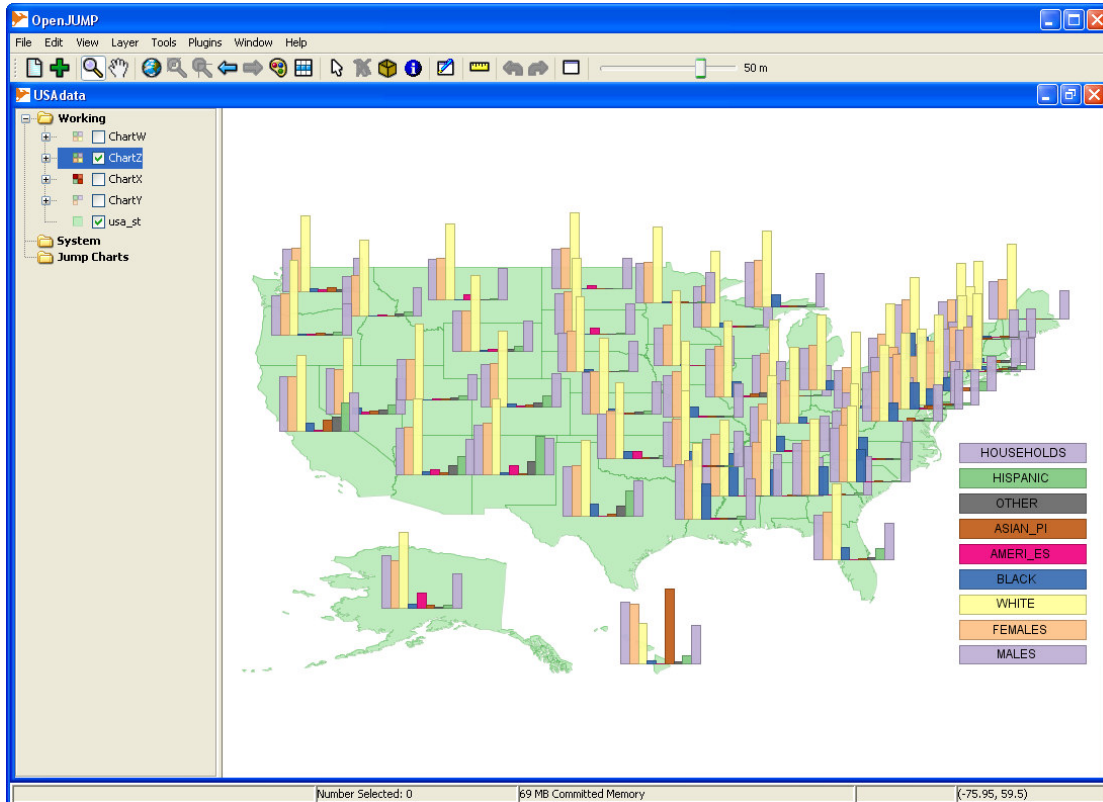 OpenJUMP
File Edit View Layer Tools Plugins Window Help
50 m
USAdata
Working
ChartW
ChartZ
ChartX
ChartY
usa_st
System
Jump Charts
HOUSEHOLDS
HISPANIC
OTHER
ASIAN_PI
AMERI_ES
BLACK
WHITE
FEMALES
MALES
Number Selected: 0 69 MB Committed Memory (-75.95, 59.5)